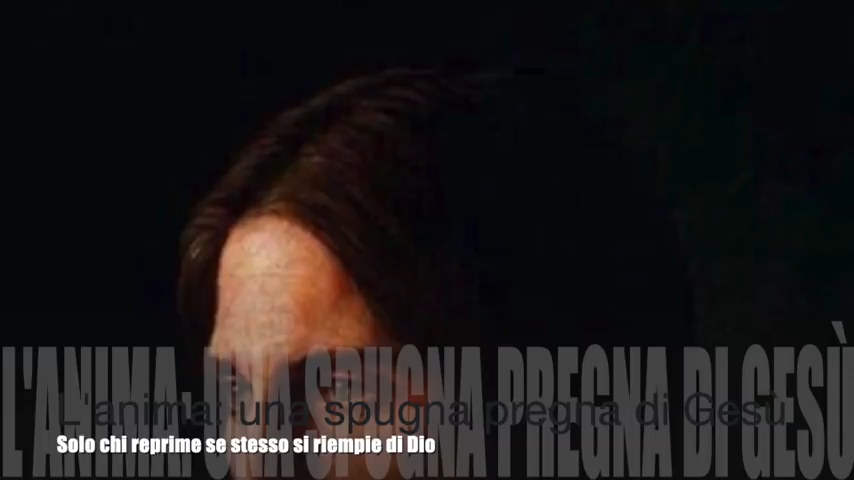 L'ANIMA: UNA SPUGNA PREGNA DI GESÙ
L'anima: una spugna pregna di Gesù
Solo chi reprime se stesso si riempie di Dio